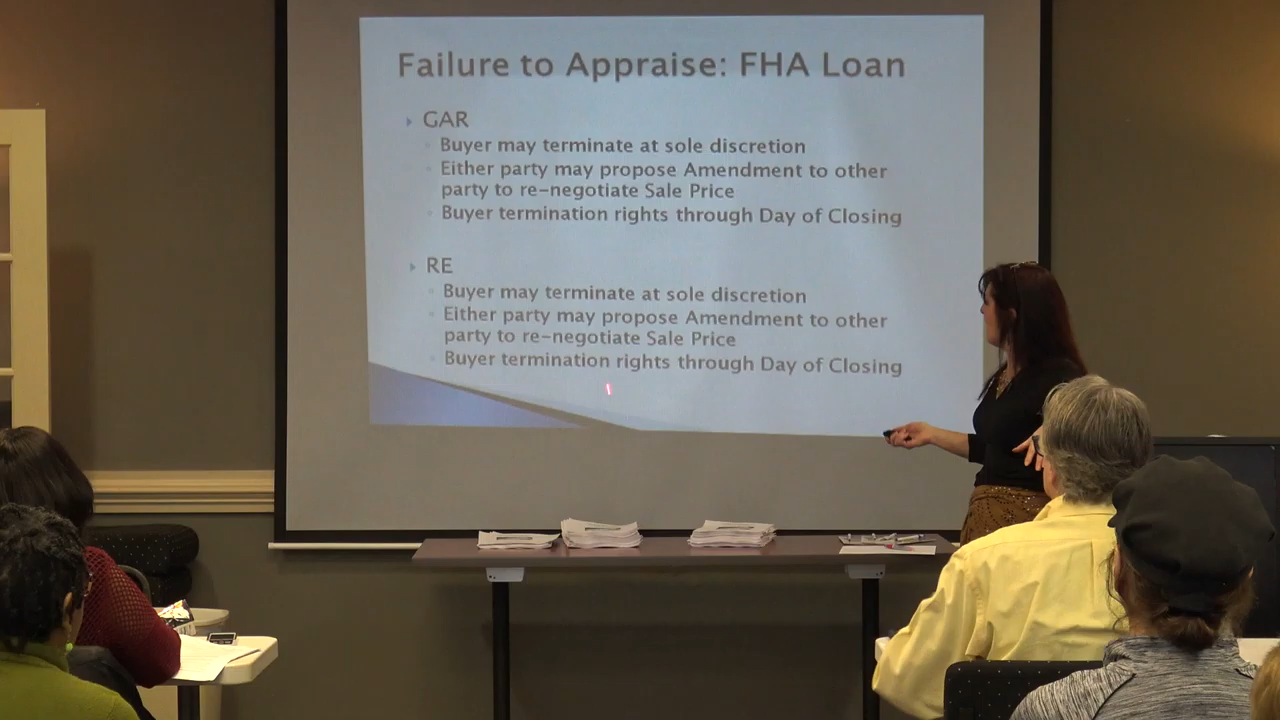 Failure to Appraise: FHA Loan
GAR
Buyer may terminate at sole discretion
Either party may propose Amendment to other
party to re-negotiate Sale Price
Buyer termination rights through Day of Closing
RE
Buyer may terminate at sole discretion
Either party may propose Amendment to other
party to re-negotiate Sale Price
Buyer termination rights through Day of Closing